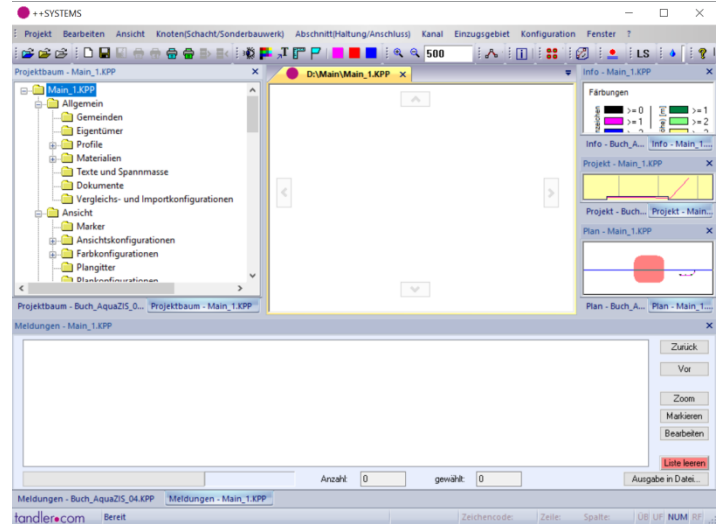 ++SYSTEMS
Projekt Bearbeiten Ansicht Knoten(Schacht/Sonderbauwerk) Abschnitt(Haltung/Anschluss) Kanal Einzugsgebiet Konfiguration Fenster ?
500 LS
Projektbaum - Main_1.KPP
Main_1.KPP
Allgemein
Gemeinden
Eigentümer
Profile
Materialien
Texte und Spannmasse
Dokumente
Vergleichs- und Importkonfigurationen
Ansicht
Marker
Ansichtskonfigurationen
Farbkonfigurationen
Plangitter
Plankonfigurationen
Projektbaum - Buch_AquaZIS_0... Projektbaum - Main_1.KPP
D:\Main\Main_1.KPP
Info - Main_1.KPP
Färbungen
>= 0 [m] >= 1
>= 1 >= 2
>= 2
Info - Buch_A... Info - Main_1....
Projekt - Main_1.KPP
Projekt - Buch... Projekt - Main...
Plan - Main_1.KPP
Plan - Buch_A... Plan - Main_1....
Meldungen - Main_1.KPP
Zurück
Vor
Zoom
Markieren
Bearbeiten
Liste leeren
Anzahl: 0 gewählt: 0 Ausgabe in Datei...
Meldungen - Buch_AquaZIS_04.KPP Meldungen - Main_1.KPP
tandler.com Bereit Zeichencode: Zeile: Spalte: ÜB UF NUM RF